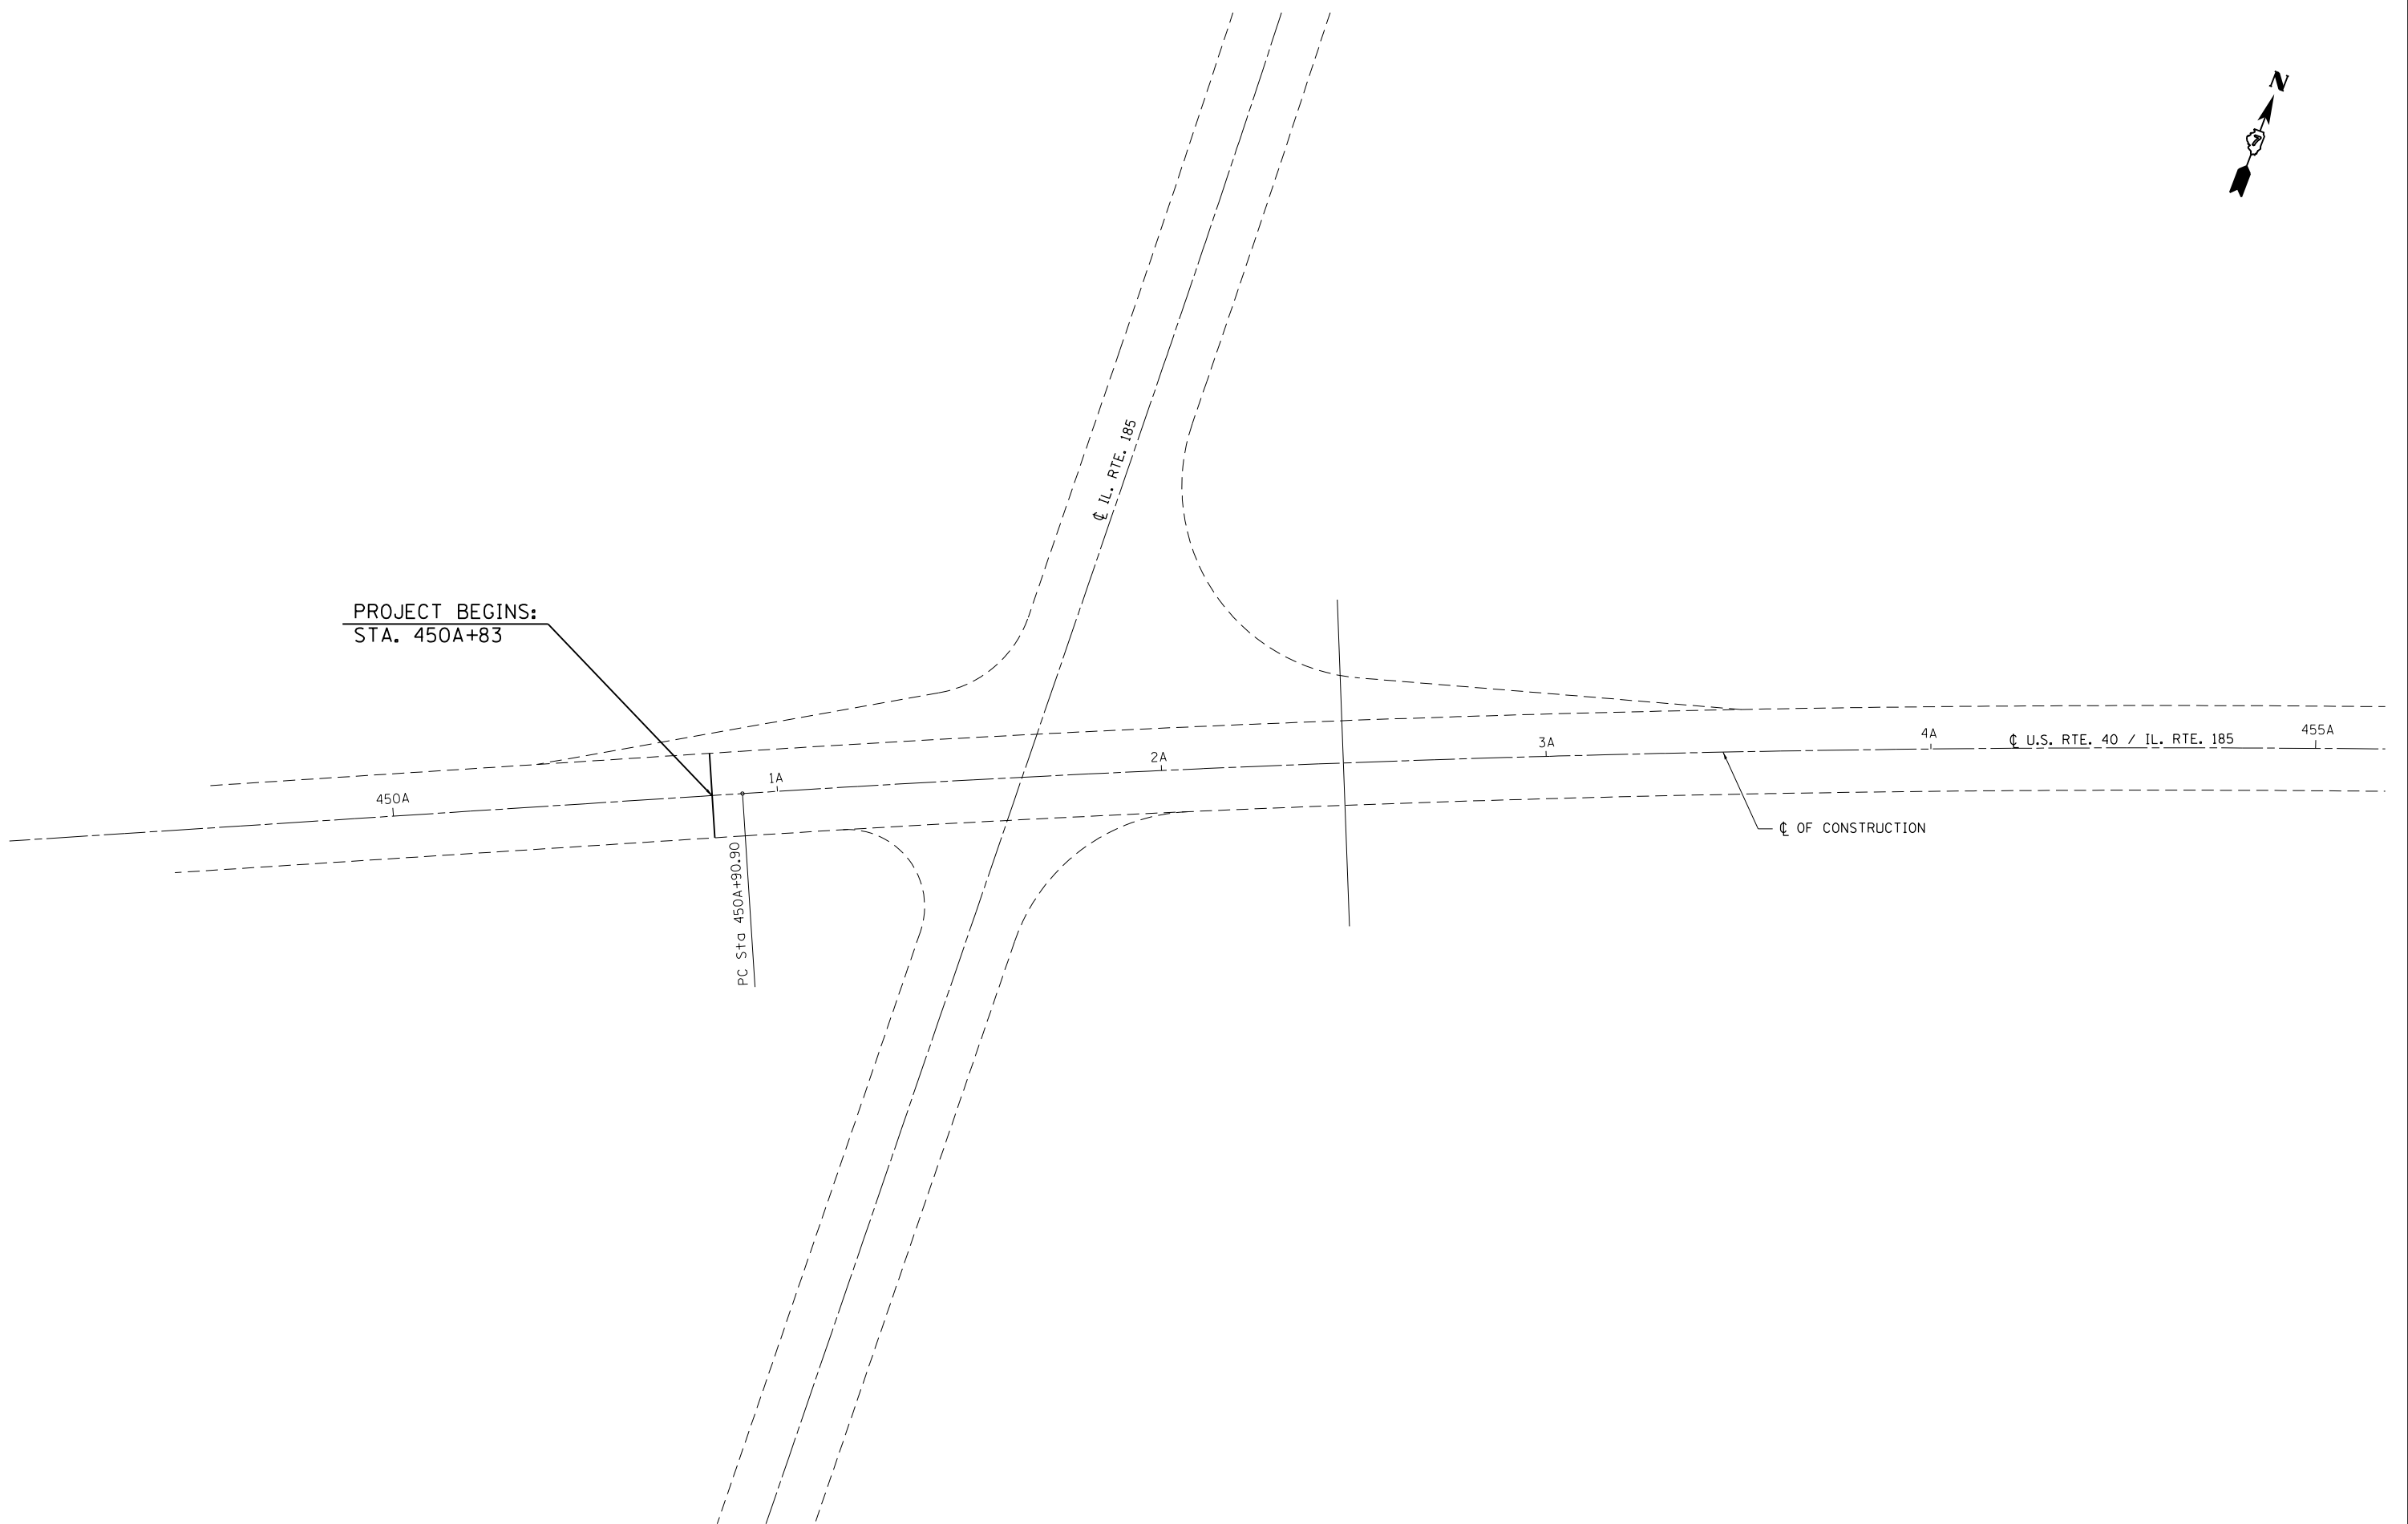 N
℄ IL. RTE. 185
PROJECT BEGINS:
STA. 450A+83
450A
1A
2A
3A
4A
℄ U.S. RTE. 40 / IL. RTE. 185
455A
℄ OF CONSTRUCTION
PC Sta 450A+90.90